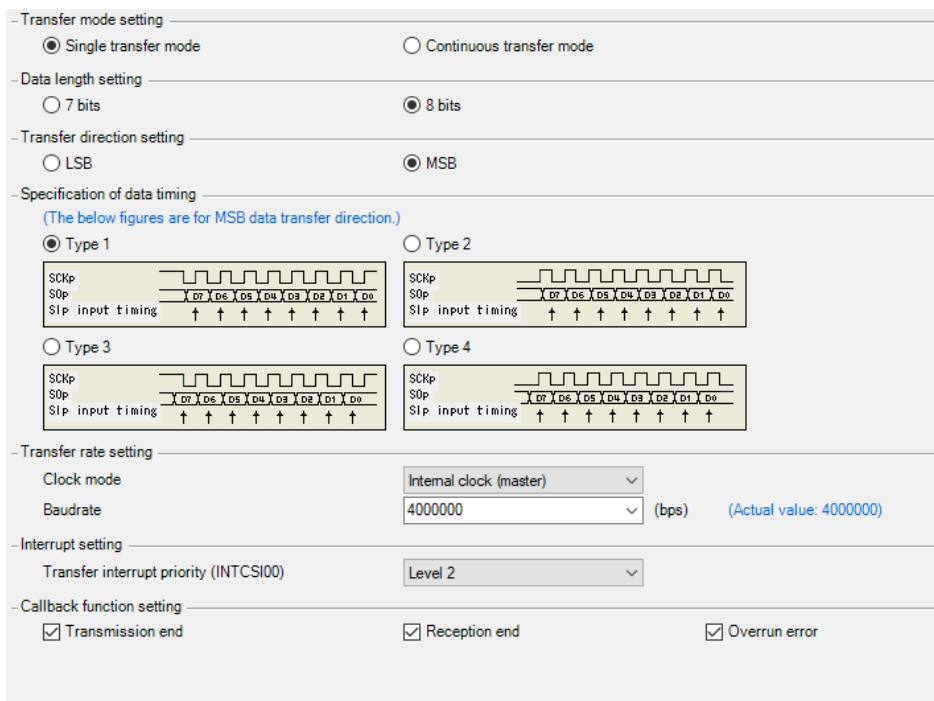 Transfer mode setting
Single transfer mode Continuous transfer mode
Data length setting
7 bits 8 bits
Transfer direction setting
LSB MSB
Specification of data timing
(The below figures are for MSB data transfer direction.)
Type 1 Type 2
SCKp SCKp
SOp D7 D6 D5 D4 D3 D2 D1 D0 SOp D7 D6 D5 D4 D3 D2 D1 D0
SIp input timing SIp input timing
Type 3 Type 4
SCKp SCKp
SOp D7 D6 D5 D4 D3 D2 D1 D0 SOp D7 D6 D5 D4 D3 D2 D1 D0
SIp input timing SIp input timing
Transfer rate setting
Clock mode Internal clock (master)
Baudrate 4000000 (bps) (Actual value: 4000000)
Interrupt setting
Transfer interrupt priority (INTCSI00) Level 2
Callback function setting
Transmission end Reception end Overrun error